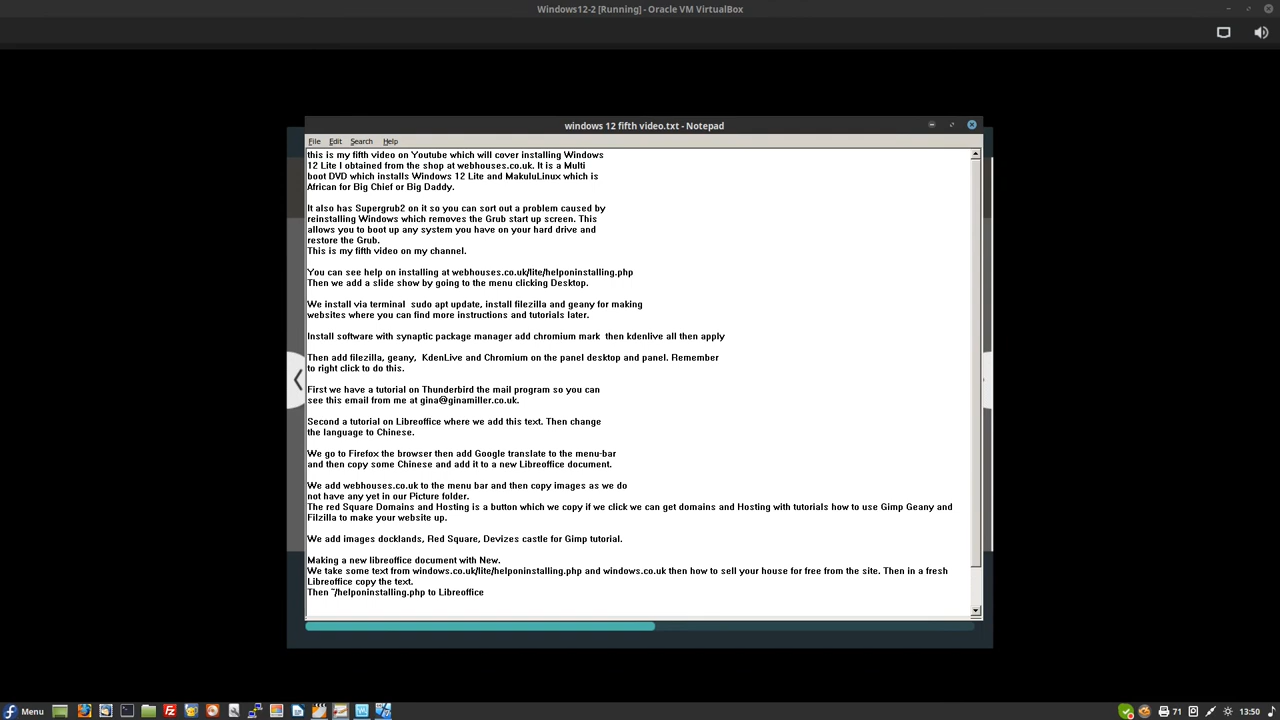 Windows12-2 [Running] - Oracle VM VirtualBox
windows 12 fifth video.txt - Notepad
File Edit Search Help
this is my fifth video on Youtube which will cover installing Windows
12 Lite I obtained from the shop at webhouses.co.uk. It is a Multi
boot DVD which installs Windows 12 Lite and MakuluLinux which is
African for Big Chief or Big Daddy.
It also has Supergrub2 on it so you can sort out a problem caused by
reinstalling Windows which removes the Grub start up screen. This
allows you to boot up any system you have on your hard drive and
restore the Grub.
This is my fifth video on my channel.
You can see help on installing at webhouses.co.uk/lite/helponinstalling.php
Then we add a slide show by going to the menu clicking Desktop.
We install via terminal  sudo apt update, install filezilla and geany for making
websites where you can find more instructions and tutorials later.
Install software with synaptic package manager add chromium mark  then kdenlive all then apply
Then add filezilla, geany,  KdenLive and Chromium on the panel desktop and panel. Remember
to right click to do this.
First we have a tutorial on Thunderbird the mail program so you can
see this email from me at gina@ginamiller.co.uk.
Second a tutorial on Libreoffice where we add this text. Then change
the language to Chinese.
We go to Firefox the browser then add Google translate to the menu-bar
and then copy some Chinese and add it to a new Libreoffice document.
We add webhouses.co.uk to the menu bar and then copy images as we do
not have any yet in our Picture folder.
The red Square Domains and Hosting is a button which we copy if we click we can get domains and Hosting with tutorials how to use Gimp Geany and
Filzilla to make your website up.
We add images docklands, Red Square, Devizes castle for Gimp tutorial.
Making a new libreoffice document with New.
We take some text from windows.co.uk/lite/helponinstalling.php and windows.co.uk then how to sell your house for free from the site. Then in a fresh
Libreoffice copy the text.
Then ~/helponinstalling.php to Libreoffice
Menu
71
13:50